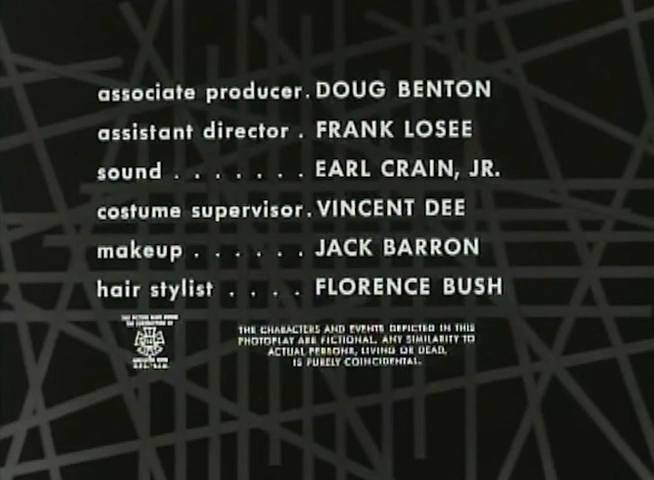 associate producer. DOUG BENTON
assistant director . FRANK LOSEE
sound . . . . . . . EARL CRAIN, JR.
costume supervisor. VINCENT DEE
makeup . . . . . . JACK BARRON
hair stylist . . . . FLORENCE BUSH
THE CHARACTERS AND EVENTS DEPICTED IN THIS
PHOTOPLAY ARE FICTIONAL. ANY SIMILARITY TO
ACTUAL PERSONS, LIVING OR DEAD,
IS PURELY COINCIDENTAL.